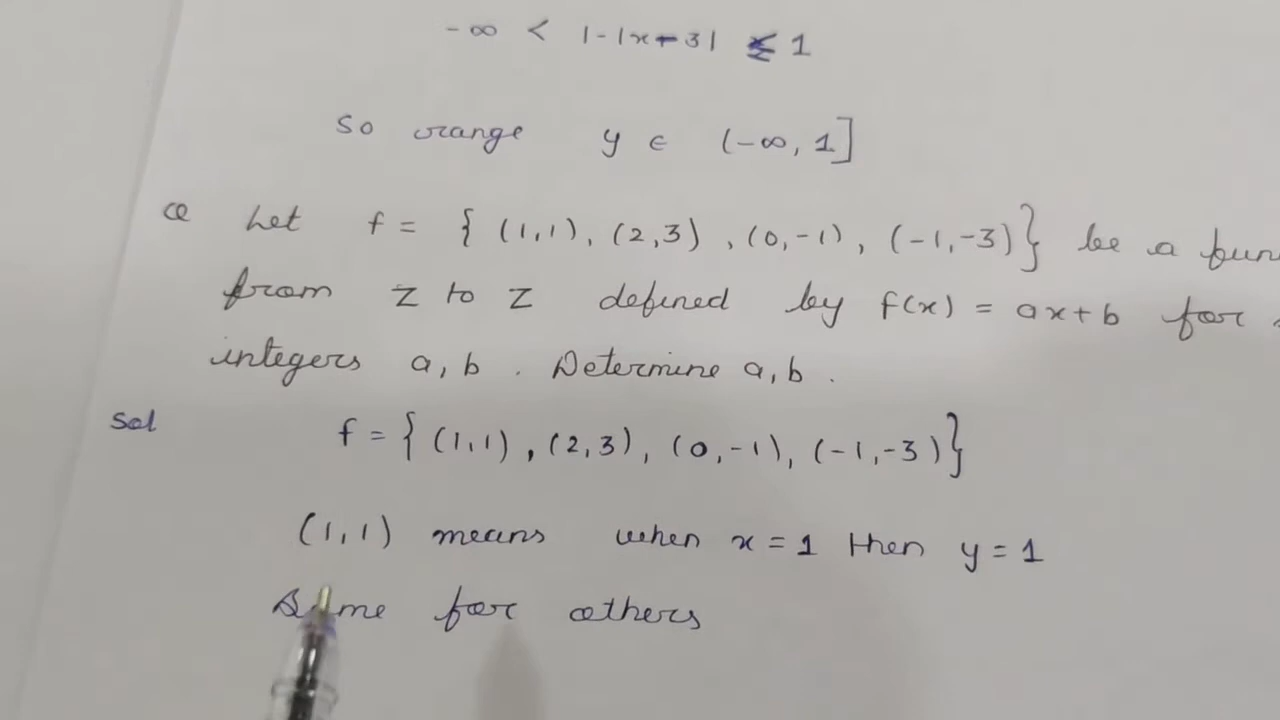 -∞ < 1-|x-3| ≤ 1
So range y ∈ (-∞, 1]
Q Let f = { (1,1), (2,3), (0,-1), (-1,-3)} be a
from Z to Z defined by f(x) = ax+b for
integers a, b. Determine a, b.
Sol f = { (1,1), (2,3), (0,-1), (-1,-3)}
(1,1) means when x = 1 then y = 1
Same for others